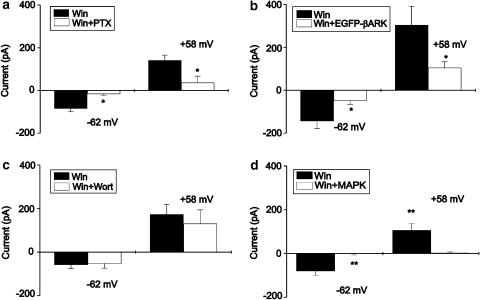 a
400
200
0
-200
Current (pA)
Win
Win+PTX
+58 mV
*
*
-62 mV
b
400
200
0
-200
Current (pA)
Win
Win+EGFP-βARK
+58 mV
*
*
-62 mV
c
400
200
0
-200
Current (pA)
Win
Win+Wort
+58 mV
-62 mV
d
400
200
0
-200
Current (pA)
Win
Win+MAPK
+58 mV
**
**
-62 mV